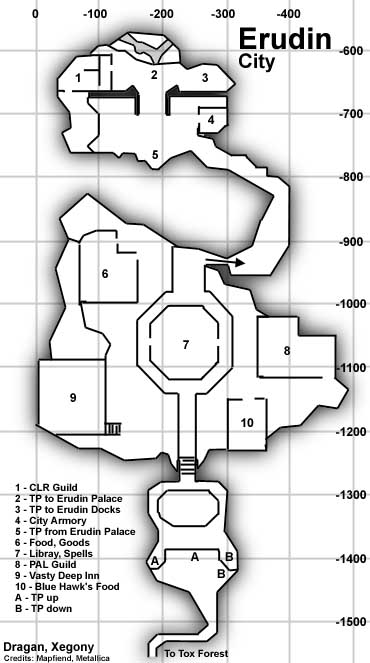 0 -100 -200 -300 -400
Erudin
City
-600
1 2 3
-700
4
5
-800
-900
6
-1000
7
8
-1100
9
10
-1200
1 - CLR Guild
2 - TP to Erudin Palace
3 - TP to Erudin Docks
4 - City Armory
5 - TP from Erudin Palace
6 - Food, Goods
7 - Libray, Spells
8 - PAL Guild
9 - Vasty Deep Inn
10 - Blue Hawk's Food
A - TP up
B - TP down
-1300
-1400
A A B
B
-1500
Dragan, Xegony
Credits: Mapfiend, Metallica
To Tox Forest